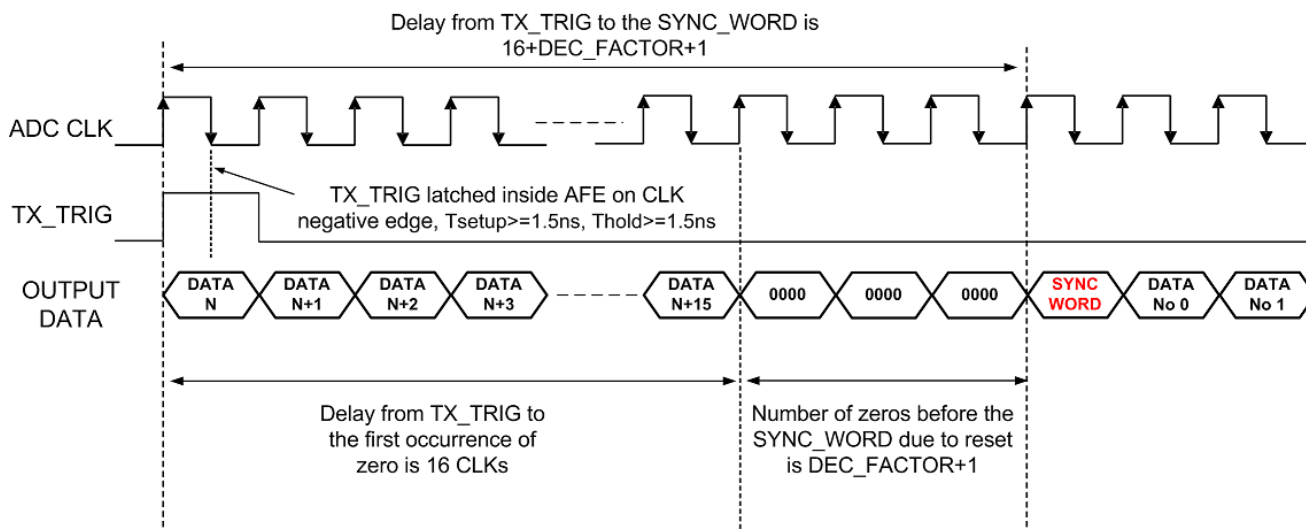 Delay from TX_TRIG to the SYNC_WORD is
16+DEC_FACTOR+1
ADC CLK
TX_TRIG latched inside AFE on CLK
negative edge, Tsetup>=1.5ns, Thold>=1.5ns
TX_TRIG
OUTPUT
DATA
DATA
N
DATA
N+1
DATA
N+2
DATA
N+3
DATA
N+15
0000
0000
0000
SYNC
WORD
DATA
No 0
DATA
No 1
Delay from TX_TRIG to
the first occurrence of
zero is 16 CLKs
Number of zeros before the
SYNC_WORD due to reset
is DEC_FACTOR+1